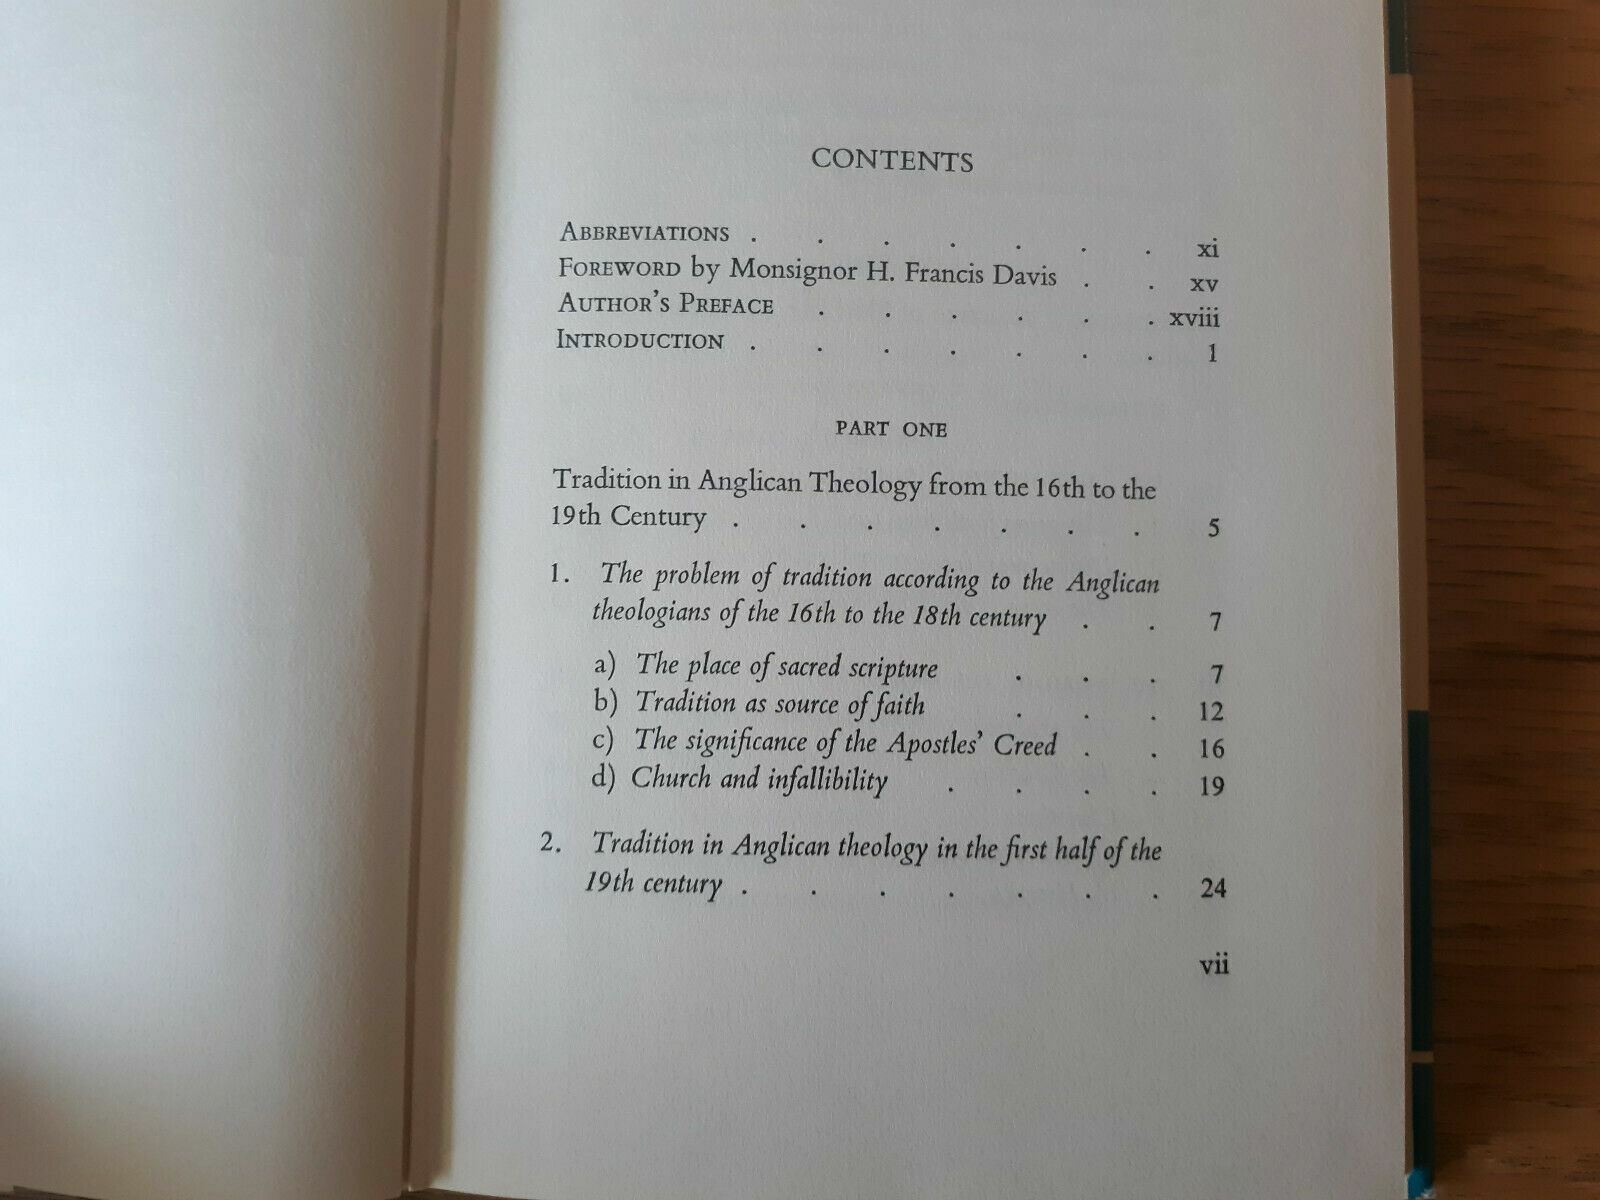 CONTENTS
ABBREVIATIONS . . . . . . . xi
FOREWORD by Monsignor H. Francis Davis . . xv
AUTHOR'S PREFACE . . . . . . xviii
INTRODUCTION . . . . . . . 1
PART ONE
Tradition in Anglican Theology from the 16th to the
19th Century . . . . . . . 5
1. The problem of tradition according to the Anglican
theologians of the 16th to the 18th century . . 7
a) The place of sacred scripture . . . 7
b) Tradition as source of faith . . . 12
c) The significance of the Apostles' Creed . . 16
d) Church and infallibility . . . . 19
2. Tradition in Anglican theology in the first half of the
19th century . . . . . . . 24
vii